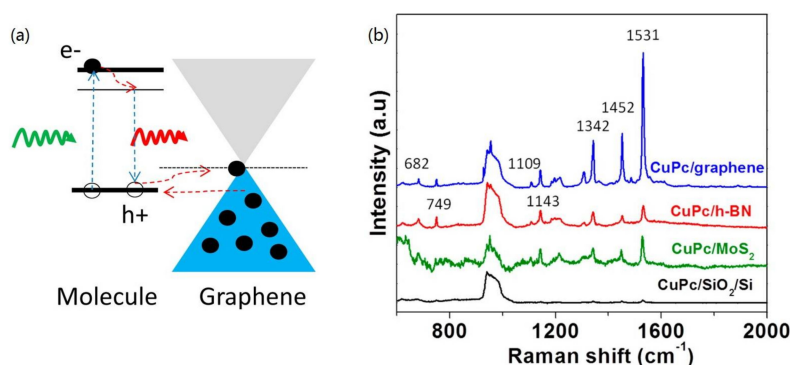 (a)
e-
h+
Molecule Graphene
(b)
Intensity (a.u)
1531
1452
1342
1109
682
CuPc/graphene
749
1143
CuPc/h-BN
CuPc/MoS₂
CuPc/SiO₂/Si
800 1200 1600 2000
Raman shift (cm⁻¹)